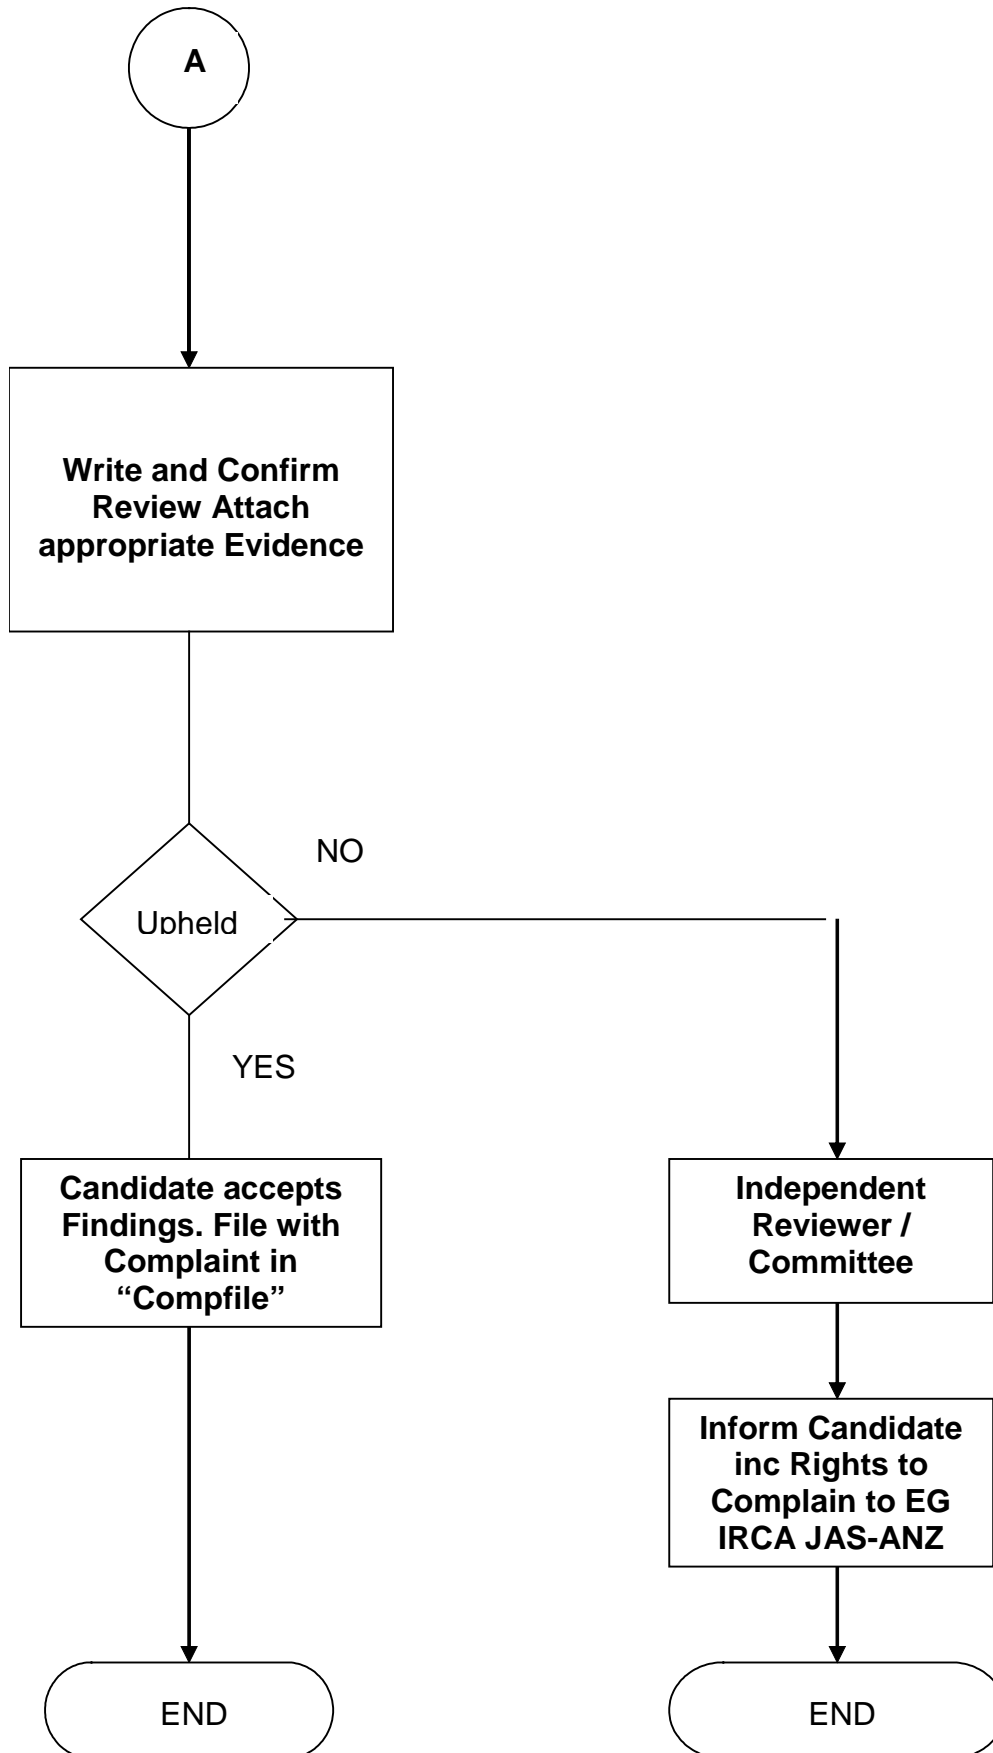 A
Write and Confirm
Review Attach
appropriate Evidence
NO
Upheld
YES
Candidate accepts
Findings. File with
Complaint in
“Compfile”
Independent
Reviewer /
Committee
Inform Candidate
inc Rights to
Complain to EG
IRCA JAS-ANZ
END
END